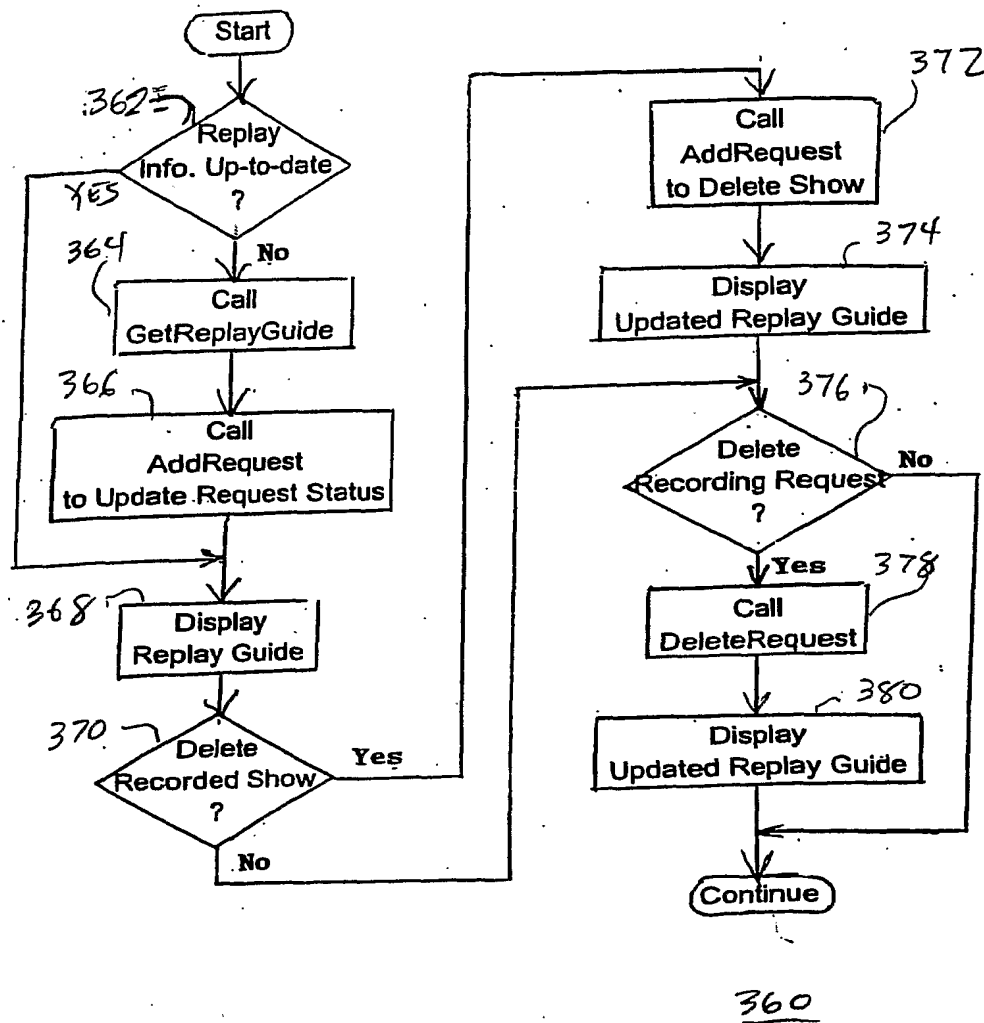 Start
362
Replay
Info. Up-to-date
?
YES
No
364
Call
GetReplayGuide
366
Call
AddRequest
to Update Request Status
368
Display
Replay Guide
370
Delete
Recorded Show
?
Yes
No
372
Call
AddRequest
to Delete Show
374
Display
Updated Replay Guide
376
Delete
Recording Request
?
No
Yes
378
Call
DeleteRequest
380
Display
Updated Replay Guide
Continue
360